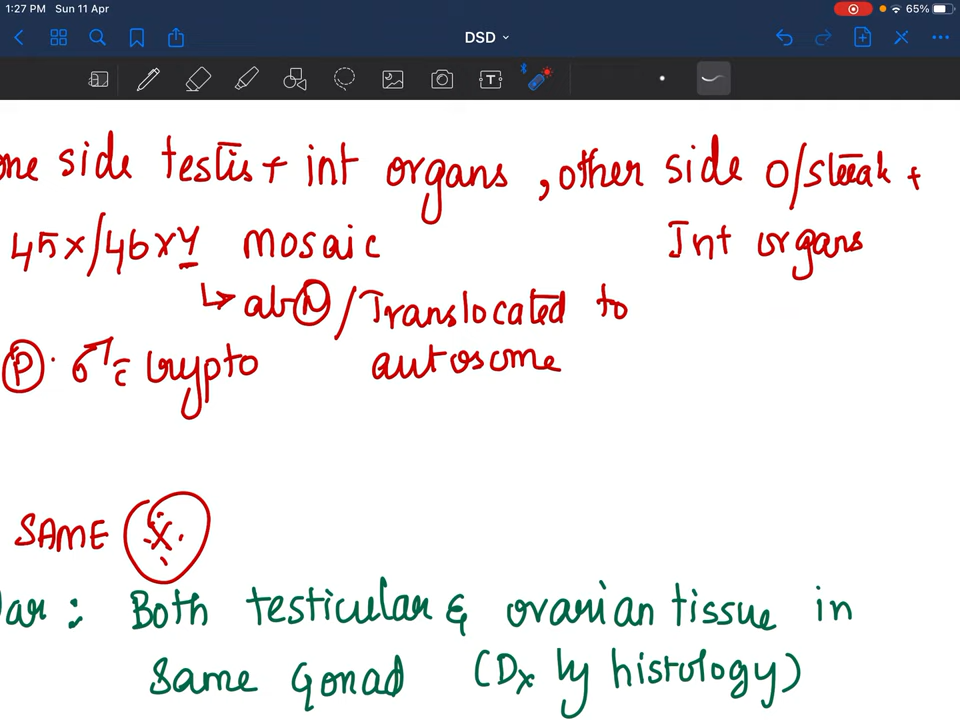 1:27 PM Sun 11 Apr
65%
DSD
T
one side testis + int organs, other side 0/streak +
45x/46xy mosaic Int organs
↳ ab(N)/Translocated to
autosome
(P). ♂ c̄ crypto
SAME X
lar: Both testicular & ovarian tissue in
same gonad (Dx by histology)